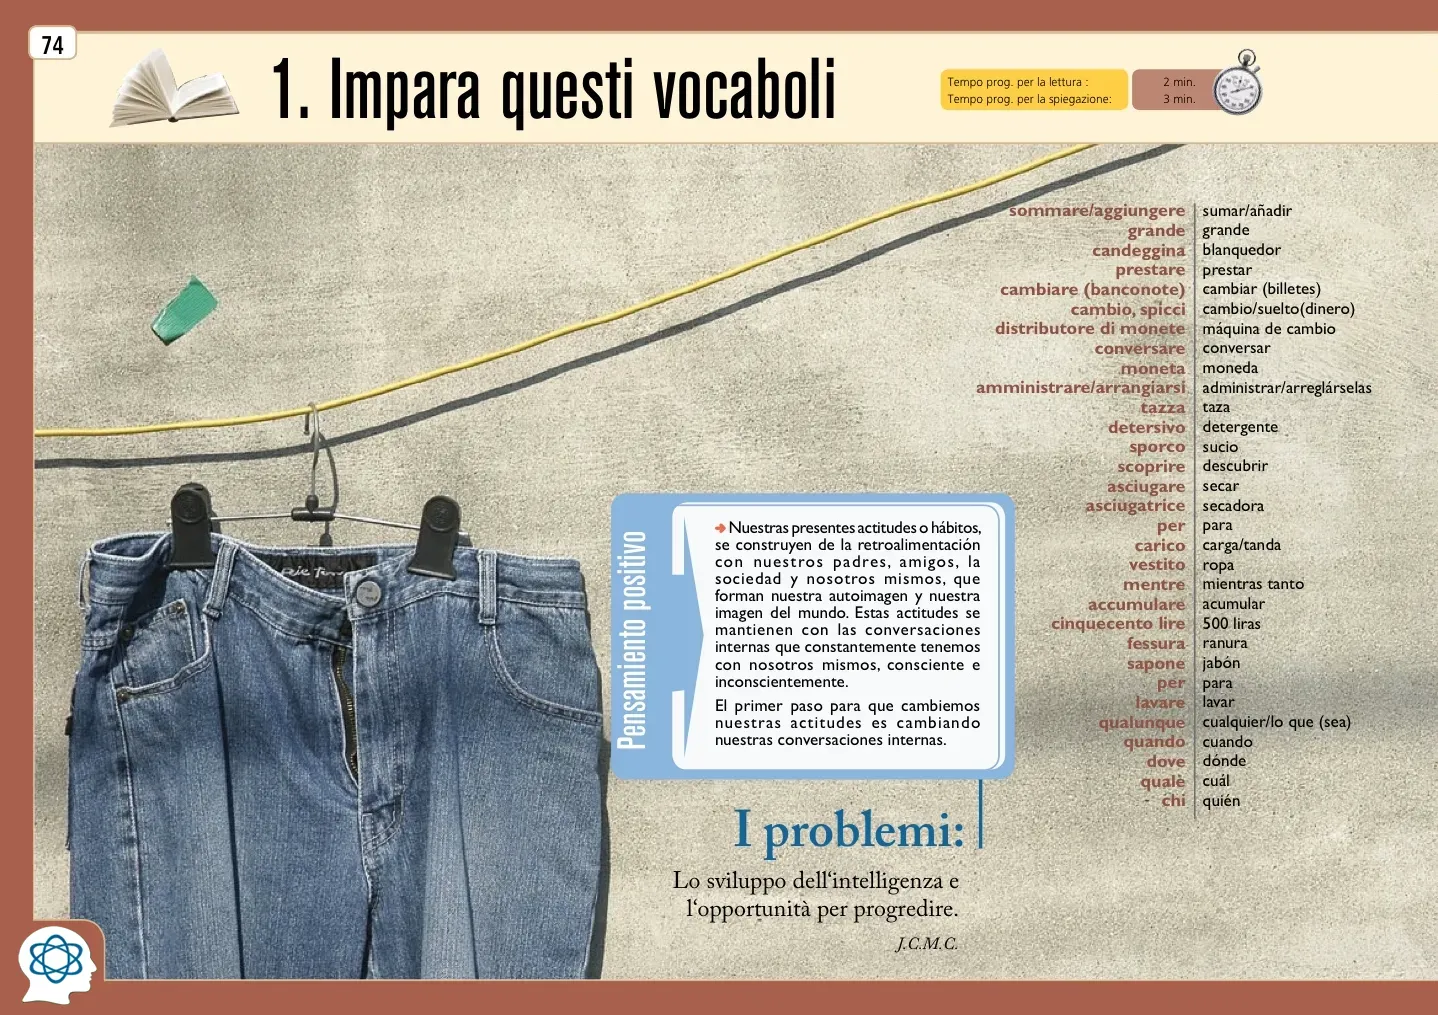 74
1. Impara questi vocaboli
Tempo prog. per la lettura : 2 min.
Tempo prog. per la spiegazione: 3 min.
sommare/aggiungere sumar/añadir
grande grande
candeggina blanquedor
prestare prestar
cambiare (banconote) cambiar (billetes)
cambio, spicci cambio/suelto(dinero)
distributore di monete máquina de cambio
conversare conversar
moneta moneda
amministrare/arrangiarsi administrar/arreglárselas
tazza taza
detersivo detergente
sporco sucio
scoprire descubrir
asciugare secar
asciugatrice secadora
per para
carico carga/tanda
vestito ropa
mentre mientras tanto
accumulare acumular
cinquecento lire 500 liras
fessura ranura
sapone jabón
per para
lavare lavar
qualunque cualquier/lo que (sea)
quando cuando
dove dónde
qualè cuál
- chi quién
Pensamiento positivo
➔ Nuestras presentes actitudes o hábitos,
se construyen de la retroalimentación
con nuestros padres, amigos, la
sociedad y nosotros mismos, que
forman nuestra autoimagen y nuestra
imagen del mundo. Estas actitudes se
mantienen con las conversaciones
internas que constantemente tenemos
con nosotros mismos, consciente e
inconscientemente.
El primer paso para que cambiemos
nuestras actitudes es cambiando
nuestras conversaciones internas.
I problemi:
Lo sviluppo dell‘intelligenza e
l‘opportunità per progredire.
J.C.M.C.